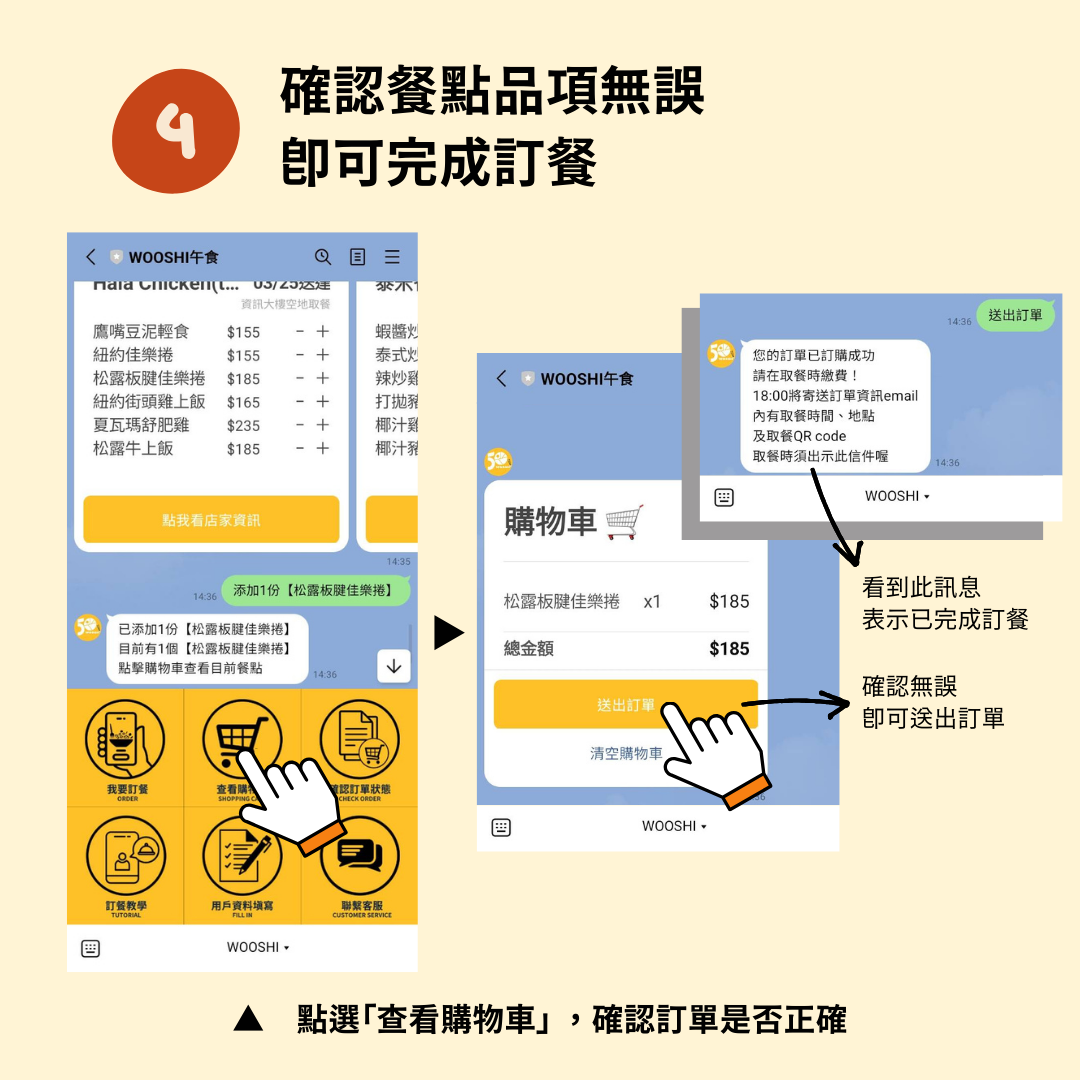 4
確認餐點品項無誤
即可完成訂餐
WOOSHI午食
Hala Chicken(t... 03/25送達
資訊大樓空地取餐
鷹嘴豆泥輕食 $155 - +
紐約佳樂捲 $155 - +
松露板腱佳樂捲 $185 - +
紐約街頭雞上飯 $165 - +
夏瓦瑪舒肥雞 $235 - +
松露牛上飯 $185 - +
點我看店家資訊
泰米
蝦醬炒
泰式炒
辣炒雞
打拋豬
椰汁雞
椰汁豬
14:35
14:36 添加1份【松露板腱佳樂捲】
已添加1份【松露板腱佳樂捲】
目前有1個【松露板腱佳樂捲】
點擊購物車查看目前餐點
14:36
我要訂餐
ORDER
查看購物
SHOPPING CA
確認訂單狀態
CHECK ORDER
訂餐教學
TUTORIAL
用戶資料填寫
FILL IN
聯繫客服
CUSTOMER SERVICE
WOOSHI ▾
WOOSHI午食
購物車
松露板腱佳樂捲 x1 $185
總金額 $185
送出訂單
清空購物車
WOOSHI ▾
14:36 送出訂單
您的訂單已訂購成功
請在取餐時繳費！
18:00將寄送訂單資訊email
內有取餐時間、地點
及取餐QR code
取餐時須出示此信件喔
14:36
WOOSHI ▾
看到此訊息
表示已完成訂餐
確認無誤
即可送出訂單
▲ 點選「查看購物車」，確認訂單是否正確